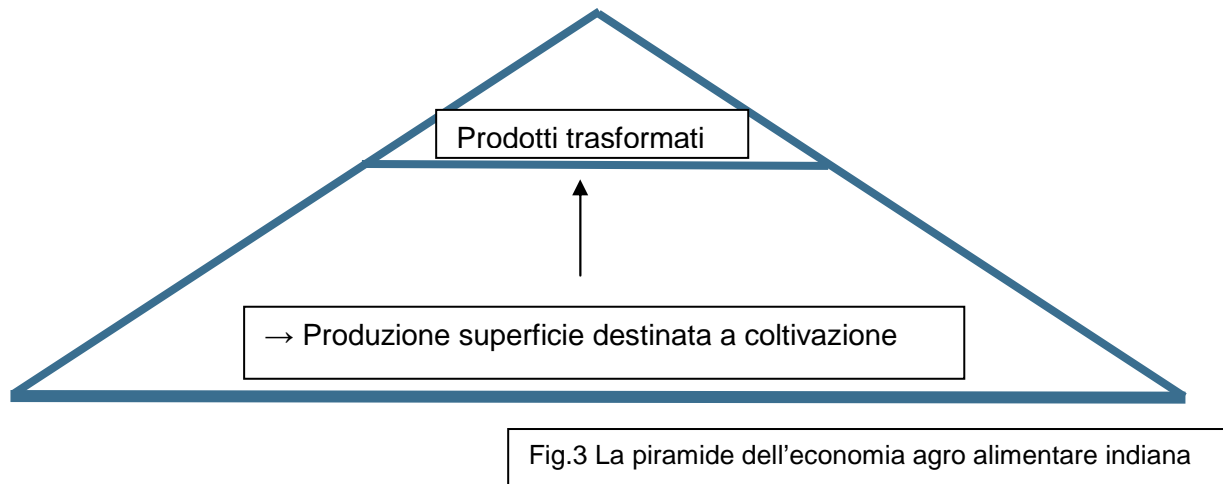 Prodotti trasformati
→ Produzione superficie destinata a coltivazione
Fig.3 La piramide dell’economia agro alimentare indiana